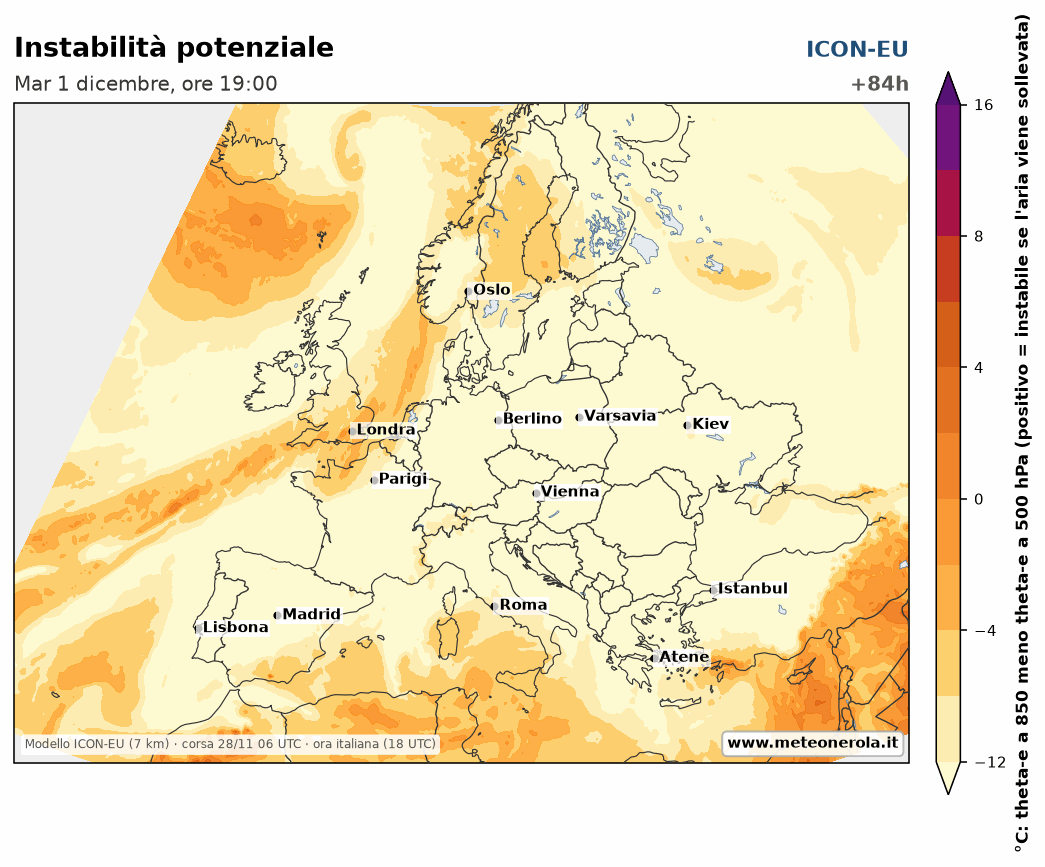 Instabilità potenziale
ICON-EU
Mar 1 dicembre, ore 19:00
+84h
Oslo
Londra
Berlino
Varsavia
Kiev
Parigi
Vienna
Istanbul
Roma
Madrid
Lisbona
Atene
Modello ICON-EU (7 km) · corsa 28/11 06 UTC · ora italiana (18 UTC)
www.meteonerola.it
16
8
4
0
−4
−12
°C: theta-e a 850 meno theta-e a 500 hPa (positivo = instabile se l'aria viene sollevata)